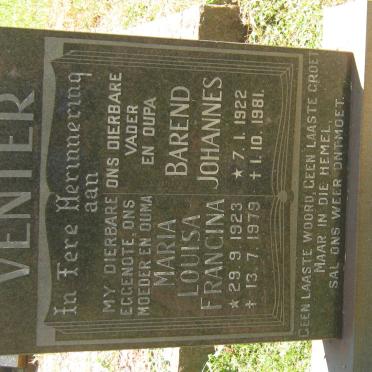 VENTER
In Tere Herinnering
aan
MY DIERBARE
EGGENOTE, ONS
MOEDER EN OUMA
MARIA
LOUISA
FRANCINA
★ 29. 9. 1923
✝ 13. 7. 1979
ONS DIERBARE
VADER
EN OUPA
BAREND
JOHANNES
★ 7. 1. 1922
✝ 1. 10. 1981.
GEEN LAASTE WOORD, GEEN LAASTE GROET
MAAR IN DIE HEMEL
SAL ONS WEER ONTMOET.